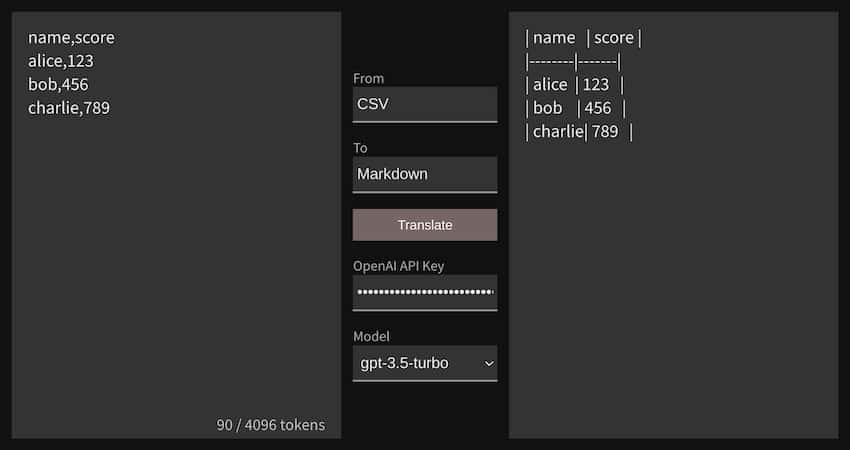 name,score
alice,123
bob,456
charlie,789
90 / 4096 tokens
From
CSV
To
Markdown
Translate
OpenAI API Key
••••••••••••••••••••••••••
Model
gpt-3.5-turbo
| name   | score |
|--------|-------|
| alice  | 123   |
| bob    | 456   |
| charlie| 789   |